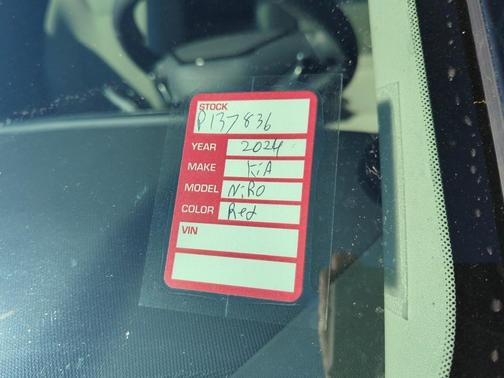 STOCK
P137836
YEAR 2024
MAKE KiA
MODEL NiRO
COLOR Red
VIN